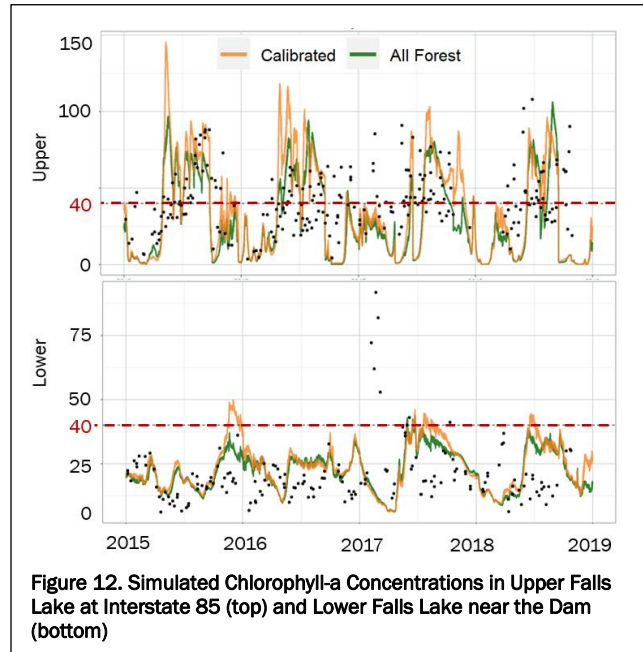 Calibrated All Forest
Upper
150
100
40
0
Lower
75
50
40
25
0
2015 2016 2017 2018 2019
Figure 12. Simulated Chlorophyll-a Concentrations in Upper Falls
Lake at Interstate 85 (top) and Lower Falls Lake near the Dam
(bottom)